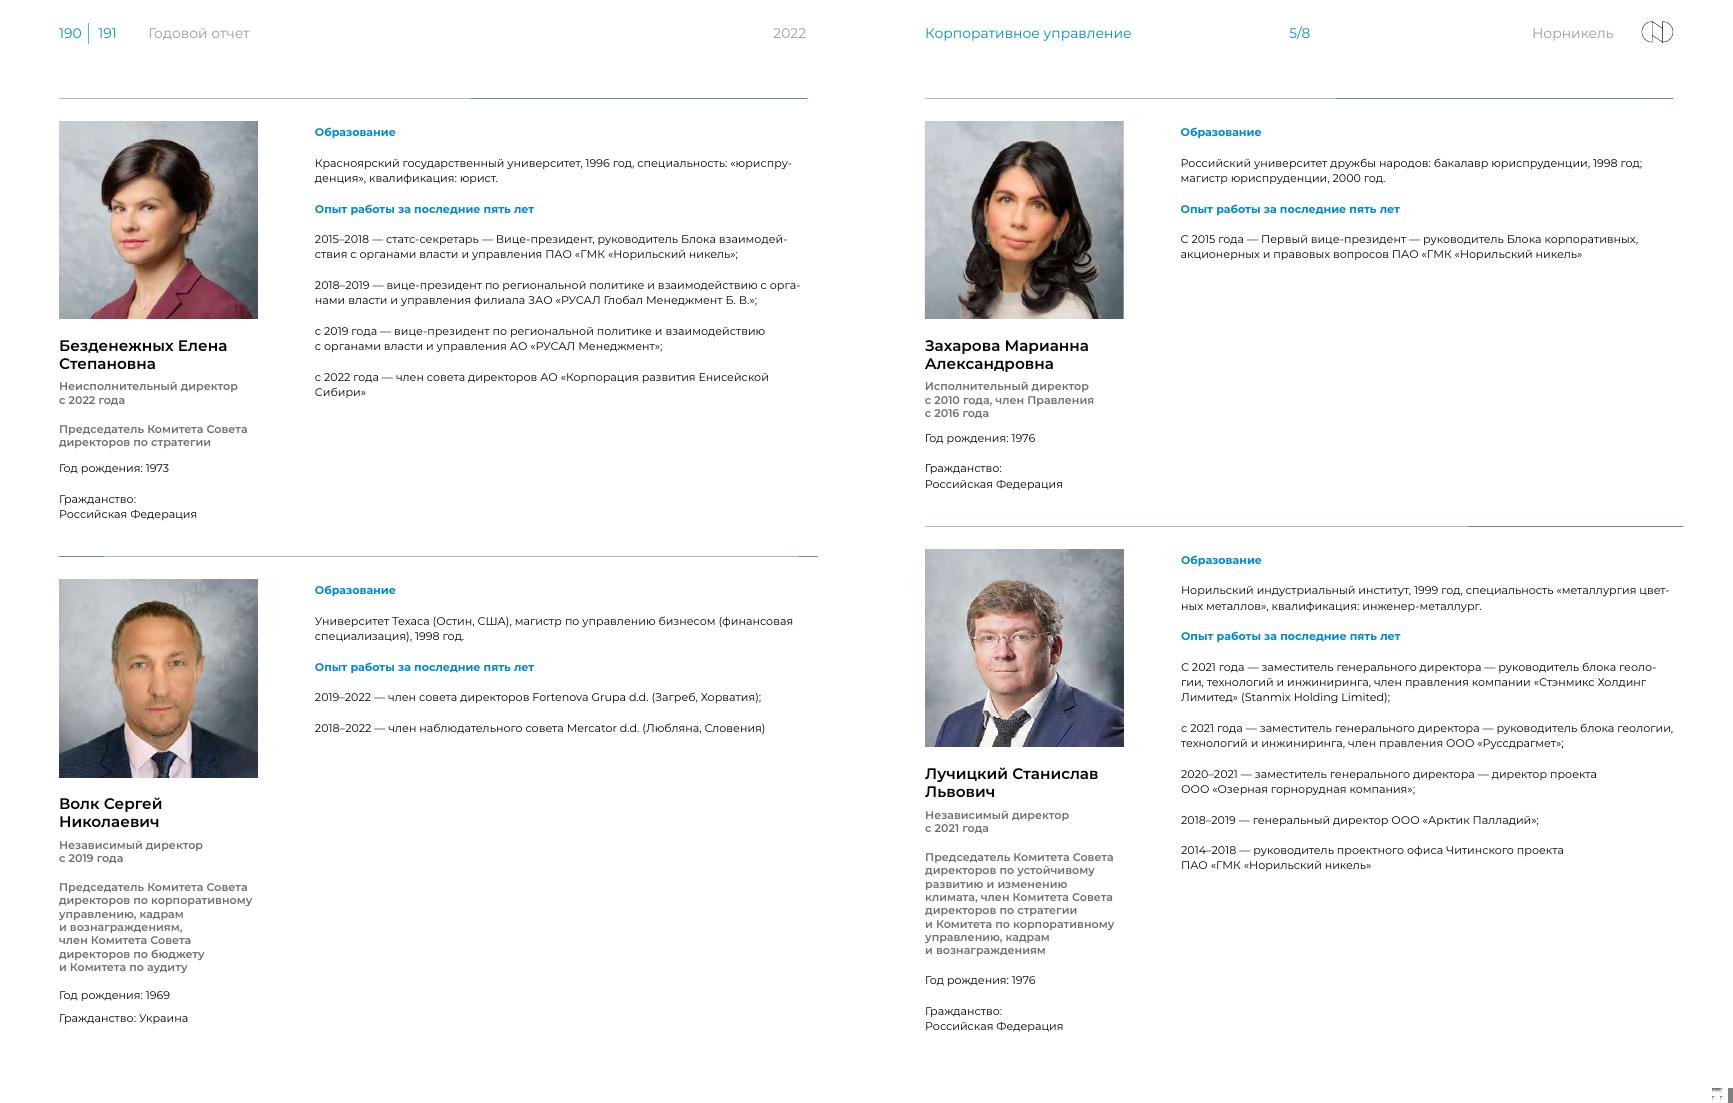 190 191 Годовой отчет 2022
Корпоративное управление 5/8 Норникель
Безденежных Елена
Степановна
Неисполнительный директор
с 2022 года
Председатель Комитета Совета
директоров по стратегии
Год рождения: 1973
Гражданство:
Российская Федерация
Образование
Красноярский государственный университет, 1996 год, специальность: «юриспру-
денция», квалификация: юрист.
Опыт работы за последние пять лет
2015–2018 — статс-секретарь — Вице-президент, руководитель Блока взаимодей-
ствия с органами власти и управления ПАО «ГМК «Норильский никель»;
2018–2019 — вице-президент по региональной политике и взаимодействию с орга-
нами власти и управления филиала ЗАО «РУСАЛ Глобал Менеджмент Б. В.»;
с 2019 года — вице-президент по региональной политике и взаимодействию
с органами власти и управления АО «РУСАЛ Менеджмент»;
с 2022 года — член совета директоров АО «Корпорация развития Енисейской
Сибири»
Волк Сергей
Николаевич
Независимый директор
с 2019 года
Председатель Комитета Совета
директоров по корпоративному
управлению, кадрам
и вознаграждениям,
член Комитета Совета
директоров по бюджету
и Комитета по аудиту
Год рождения: 1969
Гражданство: Украина
Образование
Университет Техаса (Остин, США), магистр по управлению бизнесом (финансовая
специализация), 1998 год.
Опыт работы за последние пять лет
2019–2022 — член совета директоров Fortenova Grupa d.d. (Загреб, Хорватия);
2018–2022 — член наблюдательного совета Mercator d.d. (Любляна, Словения)
Захарова Марианна
Александровна
Исполнительный директор
с 2010 года, член Правления
с 2016 года
Год рождения: 1976
Гражданство:
Российская Федерация
Образование
Российский университет дружбы народов: бакалавр юриспруденции, 1998 год;
магистр юриспруденции, 2000 год.
Опыт работы за последние пять лет
С 2015 года — Первый вице-президент — руководитель Блока корпоративных,
акционерных и правовых вопросов ПАО «ГМК «Норильский никель»
Лучицкий Станислав
Львович
Независимый директор
с 2021 года
Председатель Комитета Совета
директоров по устойчивому
развитию и изменению
климата, член Комитета Совета
директоров по стратегии
и Комитета по корпоративному
управлению, кадрам
и вознаграждениям
Год рождения: 1976
Гражданство:
Российская Федерация
Образование
Норильский индустриальный институт, 1999 год, специальность «металлургия цвет-
ных металлов», квалификация: инженер-металлург.
Опыт работы за последние пять лет
С 2021 года — заместитель генерального директора — руководитель блока геоло-
гии, технологий и инжиниринга, член правления компании «Стэнмикс Холдинг
Лимитед» (Stanmix Holding Limited);
с 2021 года — заместитель генерального директора — руководитель блока геологии,
технологий и инжиниринга, член правления ООО «Руссдрагмет»;
2020–2021 — заместитель генерального директора — директор проекта
ООО «Озерная горнорудная компания»;
2018–2019 — генеральный директор ООО «Арктик Палладий»;
2014–2018 — руководитель проектного офиса Читинского проекта
ПАО «ГМК «Норильский никель»